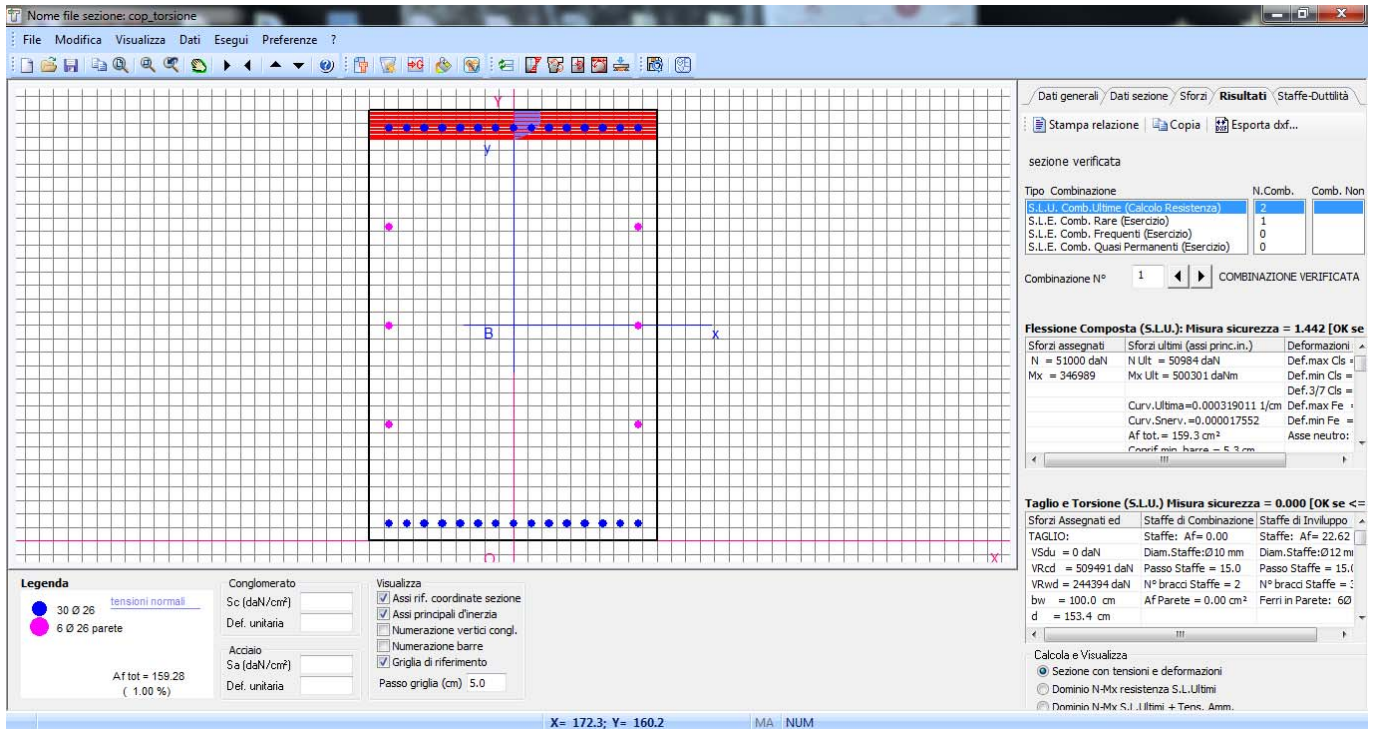 Nome file sezione: cop_torsione
File Modifica Visualizza Dati Esegui Preferenze ?
Dati generali Dati sezione Sforzi Risultati Staffe-Duttilità
Stampa relazione Copia Esporta dxf...
sezione verificata
Tipo Combinazione N.Comb. Comb. Non
S.L.U. Comb.Ultime (Calcolo Resistenza) 2
S.L.E. Comb. Rare (Esercizio) 1
S.L.E. Comb. Frequenti (Esercizio) 0
S.L.E. Comb. Quasi Permanenti (Esercizio) 0
Combinazione N° 1 COMBINAZIONE VERIFICATA
Flessione Composta (S.L.U.): Misura sicurezza = 1.442 [OK se
Sforzi assegnati Sforzi ultimi (assi princ.in.) Deformazioni
N = 51000 daN N Ult = 50984 daN Def.max Cls =
Mx = 346989 Mx Ult = 500301 daNm Def.min Cls =
Def.3/7 Cls =
Curv.Ultima=0.000319011 1/cm Def.max Fe
Curv.Snerv.=0.000017552 Def.min Fe =
Af tot.= 159.3 cm² Asse neutro:
Coprif.min. barre = 5.3 cm
Taglio e Torsione (S.L.U.) Misura sicurezza = 0.000 [OK se <=
Sforzi Assegnati ed Staffe di Combinazione Staffe di Inviluppo
TAGLIO: Staffe: Af= 0.00 Staffe: Af= 22.62
VSdu = 0 daN Diam.Staffe:Ø10 mm Diam.Staffe:Ø12 m
VRcd = 509491 daN Passo Staffe = 15.0 Passo Staffe = 15.
VRwd = 244394 daN N° bracci Staffe = 2 N° bracci Staffe =
bw = 100.0 cm Af Parete = 0.00 cm² Ferri in Parete: 6Ø
d = 153.4 cm
Calcola e Visualizza
Sezione con tensioni e deformazioni
Dominio N-Mx resistenza S.L.Ultimi
Dominio N-Mx S.L.Ultimi + Tens. Amm.
Y
y
B
x
O
X
Legenda
30 Ø 26
tensioni normali
6 Ø 26 parete
Af tot = 159.28
( 1.00 %)
Conglomerato
Sc (daN/cm²)
Def. unitaria
Acciaio
Sa (daN/cm²)
Def. unitaria
Visualizza
Assi rif. coordinate sezione
Assi principali d'inerzia
Numerazione vertici congl.
Numerazione barre
Griglia di riferimento
Passo griglia (cm) 5.0
X= 172.3; Y= 160.2 MA NUM